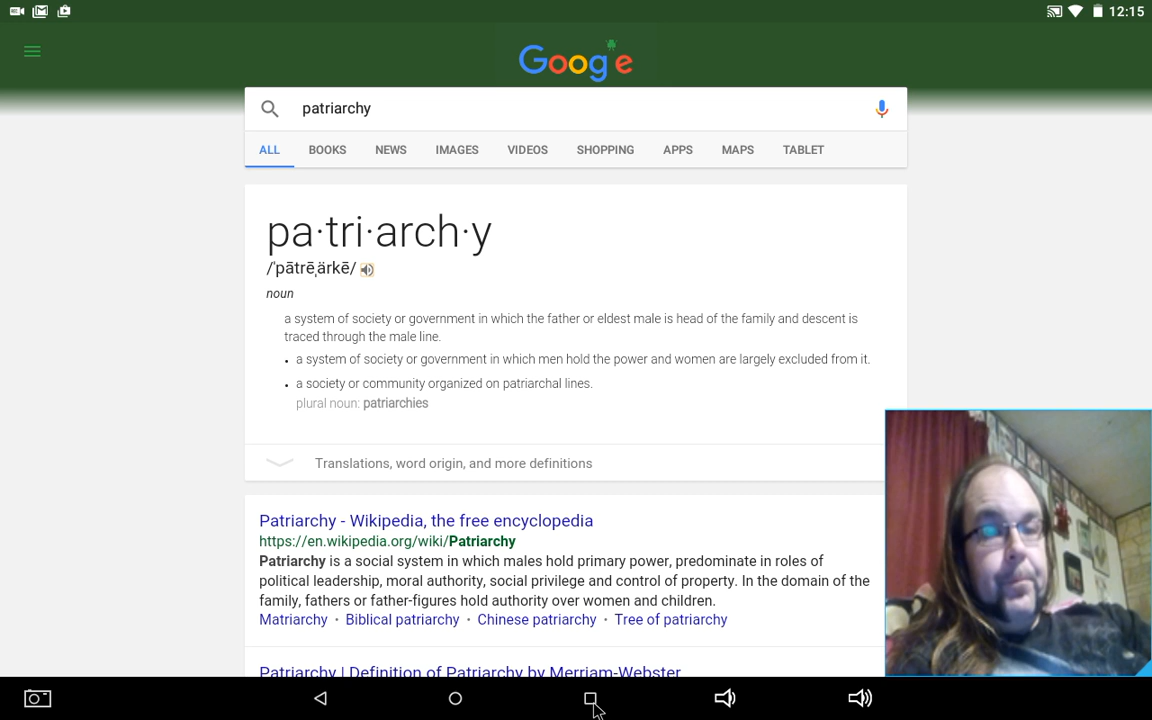 12:15
Google
patriarchy
ALL BOOKS NEWS IMAGES VIDEOS SHOPPING APPS MAPS TABLET
pa·tri·arch·y
/ˈpātrēˌärkē/
noun
a system of society or government in which the father or eldest male is head of the family and descent is
traced through the male line.
• a system of society or government in which men hold the power and women are largely excluded from it.
• a society or community organized on patriarchal lines.
plural noun: patriarchies
Translations, word origin, and more definitions
Patriarchy - Wikipedia, the free encyclopedia
https://en.wikipedia.org/wiki/Patriarchy
Patriarchy is a social system in which males hold primary power, predominate in roles of
political leadership, moral authority, social privilege and control of property. In the domain of the
family, fathers or father-figures hold authority over women and children.
Matriarchy · Biblical patriarchy · Chinese patriarchy · Tree of patriarchy
Patriarchy | Definition of Patriarchy by Merriam-Webster